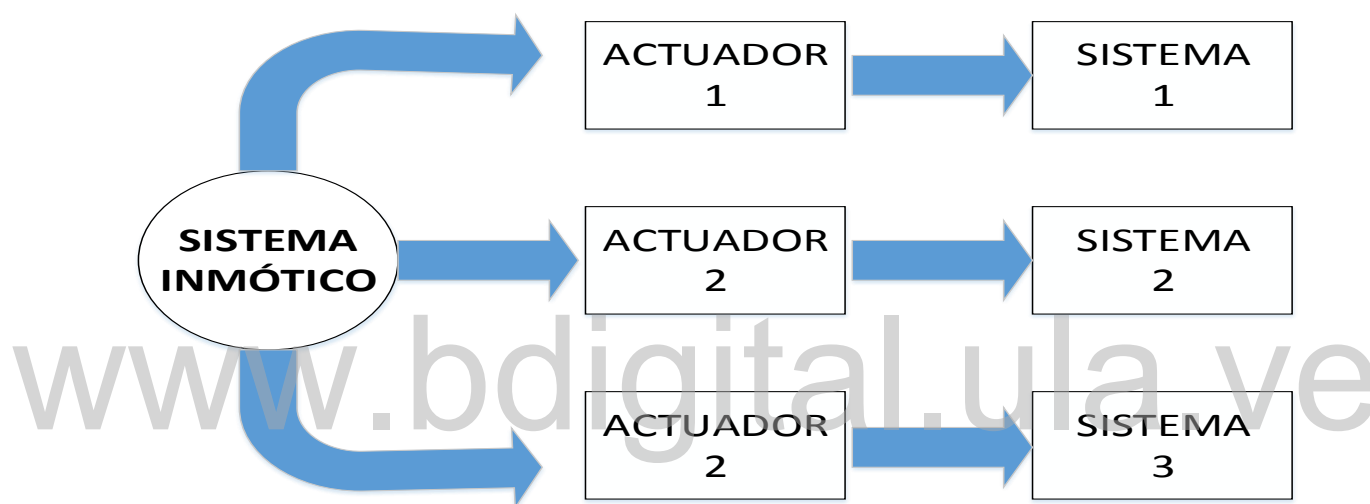 ACTUADOR
1
SISTEMA
1
SISTEMA
INMÓTICO
ACTUADOR
2
SISTEMA
2
www.bdigital.ula.ve
ACTUADOR
2
SISTEMA
3